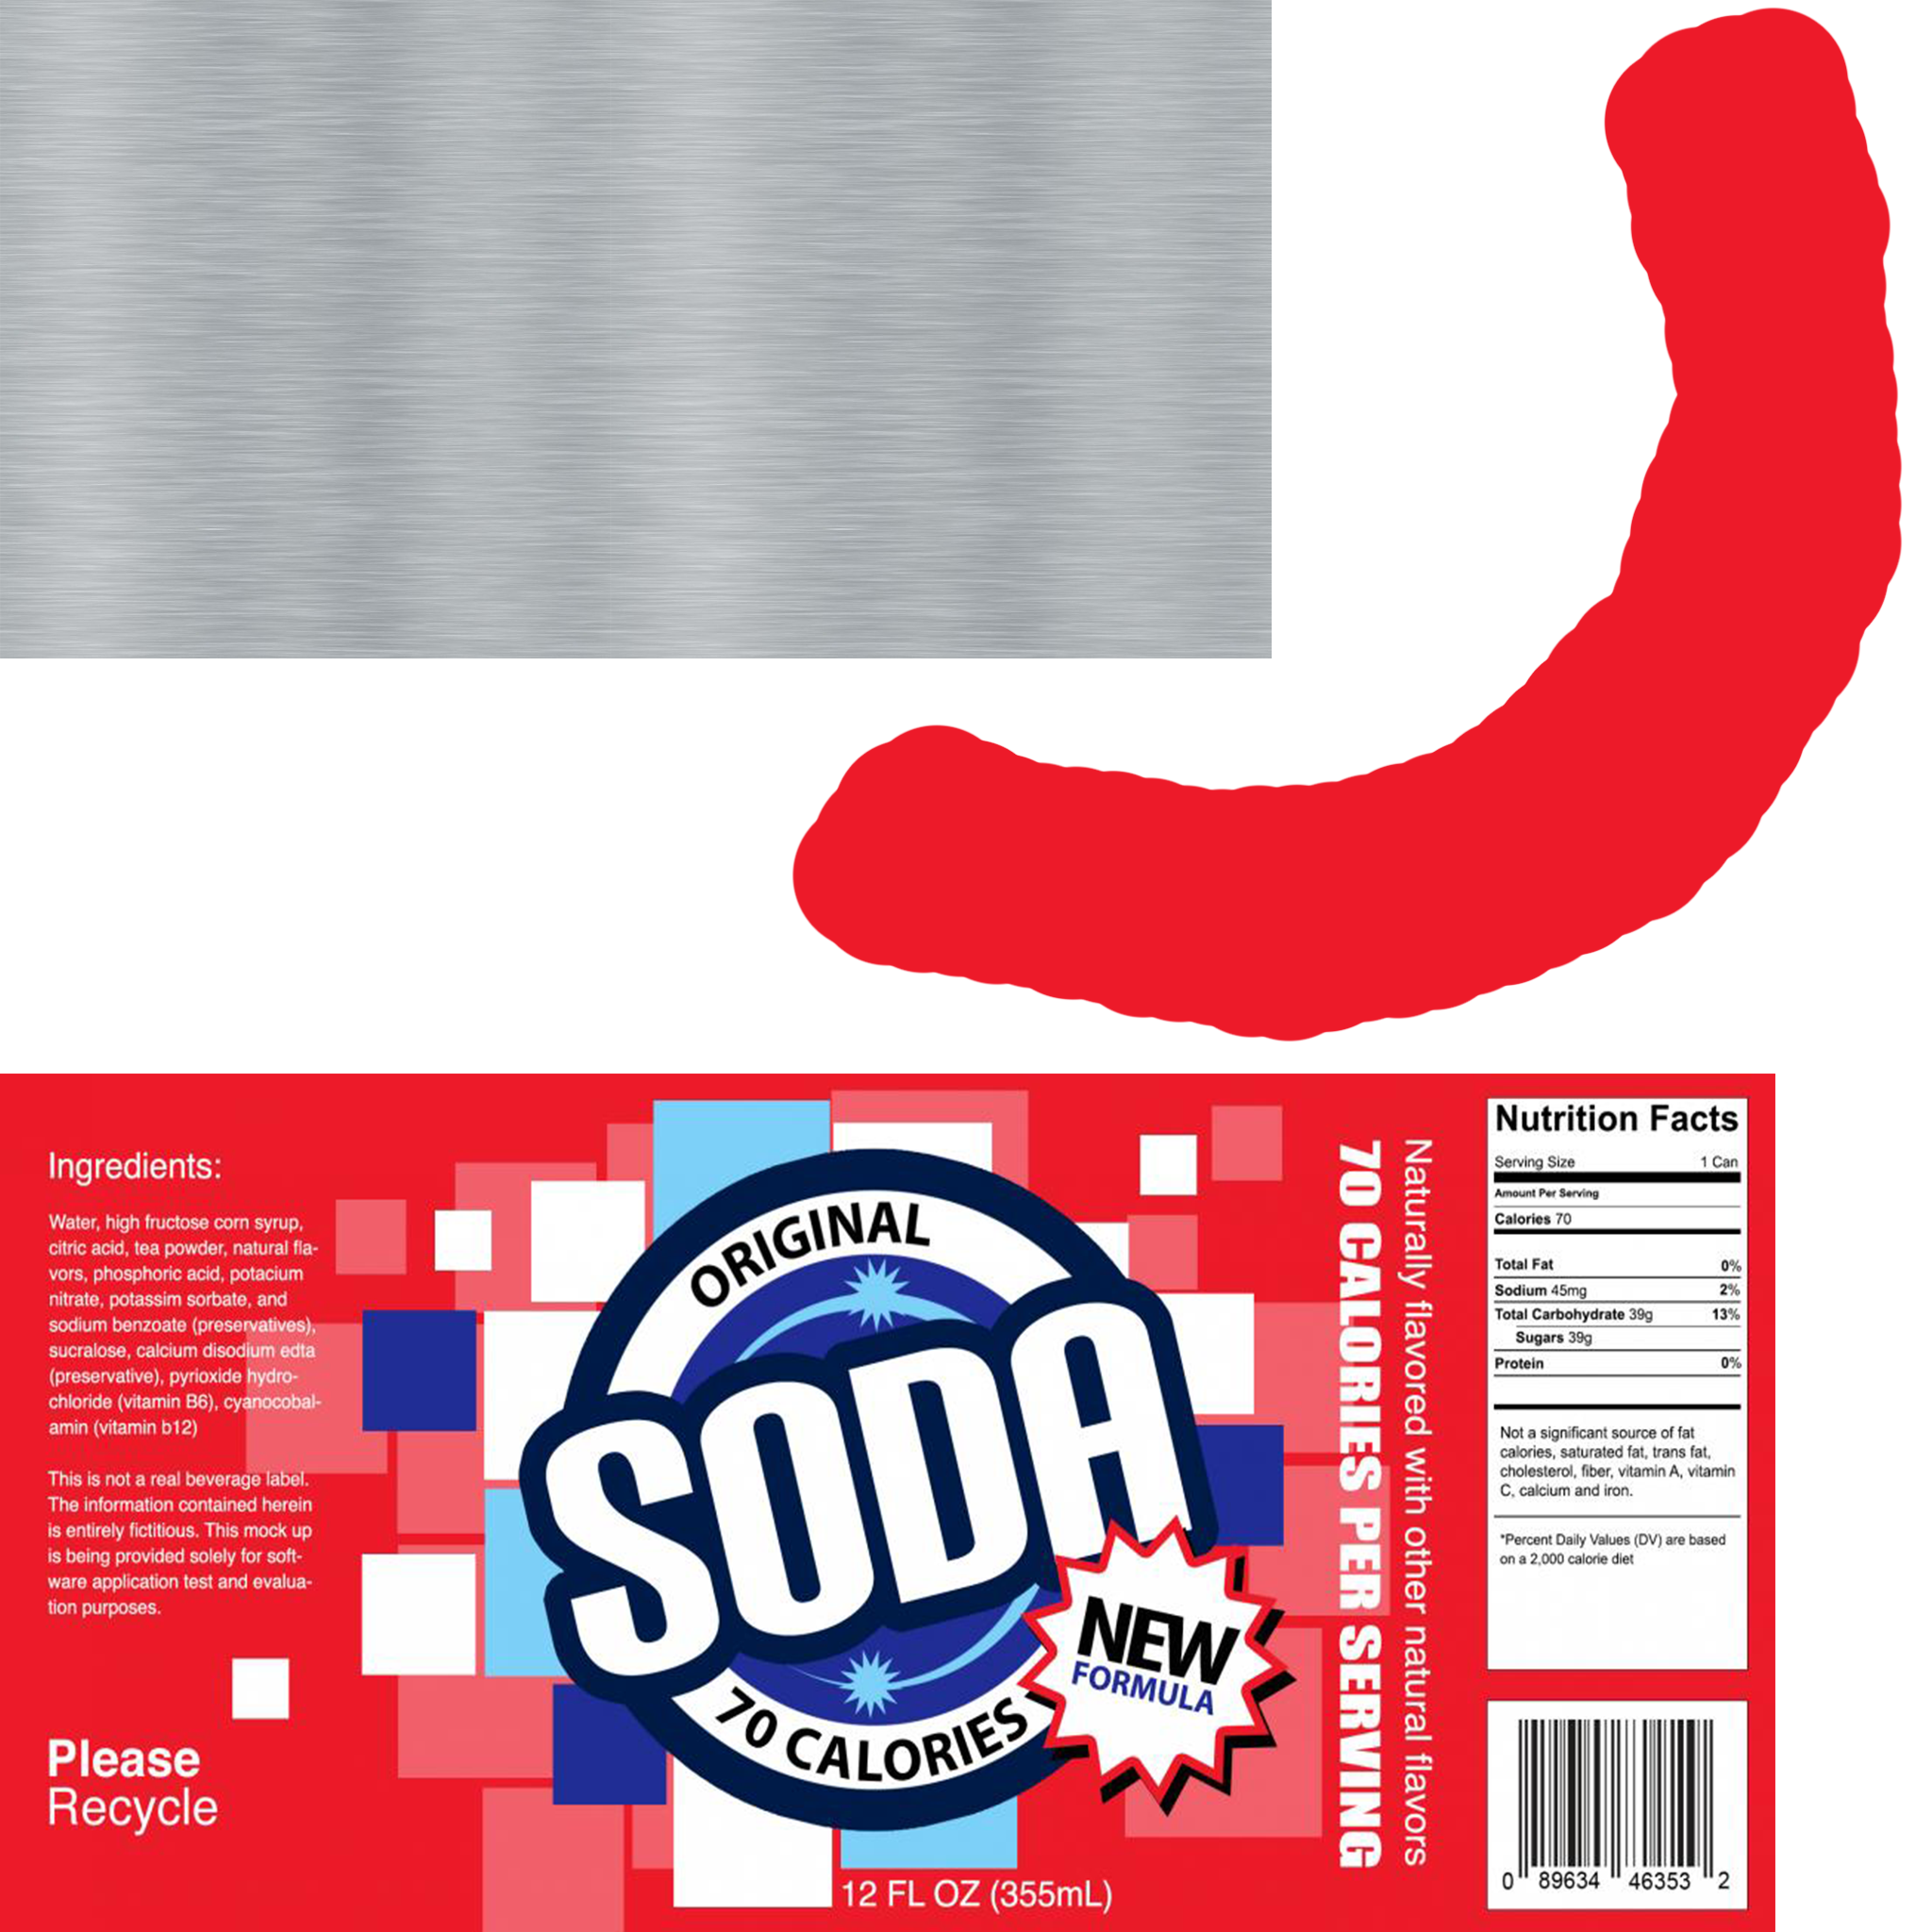 Ingredients:
Water, high fructose corn syrup,
citric acid, tea powder, natural fla-
vors, phosphoric acid, potacium
nitrate, potassim sorbate, and
sodium benzoate (preservatives),
sucralose, calcium disodium edta
(preservative), pyrioxide hydro-
chloride (vitamin B6), cyanocobal-
amin (vitamin b12)
This is not a real beverage label.
The information contained herein
is entirely fictitious. This mock up
is being provided solely for soft-
ware application test and evalua-
tion purposes.
Please
Recycle
ORIGINAL
SODA
70 CALORIES
NEW
FORMULA
12 FL OZ (355mL)
Naturally flavored with other natural flavors
70 CALORIES PER SERVING
Nutrition Facts
Serving Size 1 Can
Amount Per Serving
Calories 70
Total Fat 0%
Sodium 45mg 2%
Total Carbohydrate 39g 13%
Sugars 39g
Protein 0%
Not a significant source of fat
calories, saturated fat, trans fat,
cholesterol, fiber, vitamin A, vitamin
C, calcium and iron.
*Percent Daily Values (DV) are based
on a 2,000 calorie diet
0 89634 46353 2